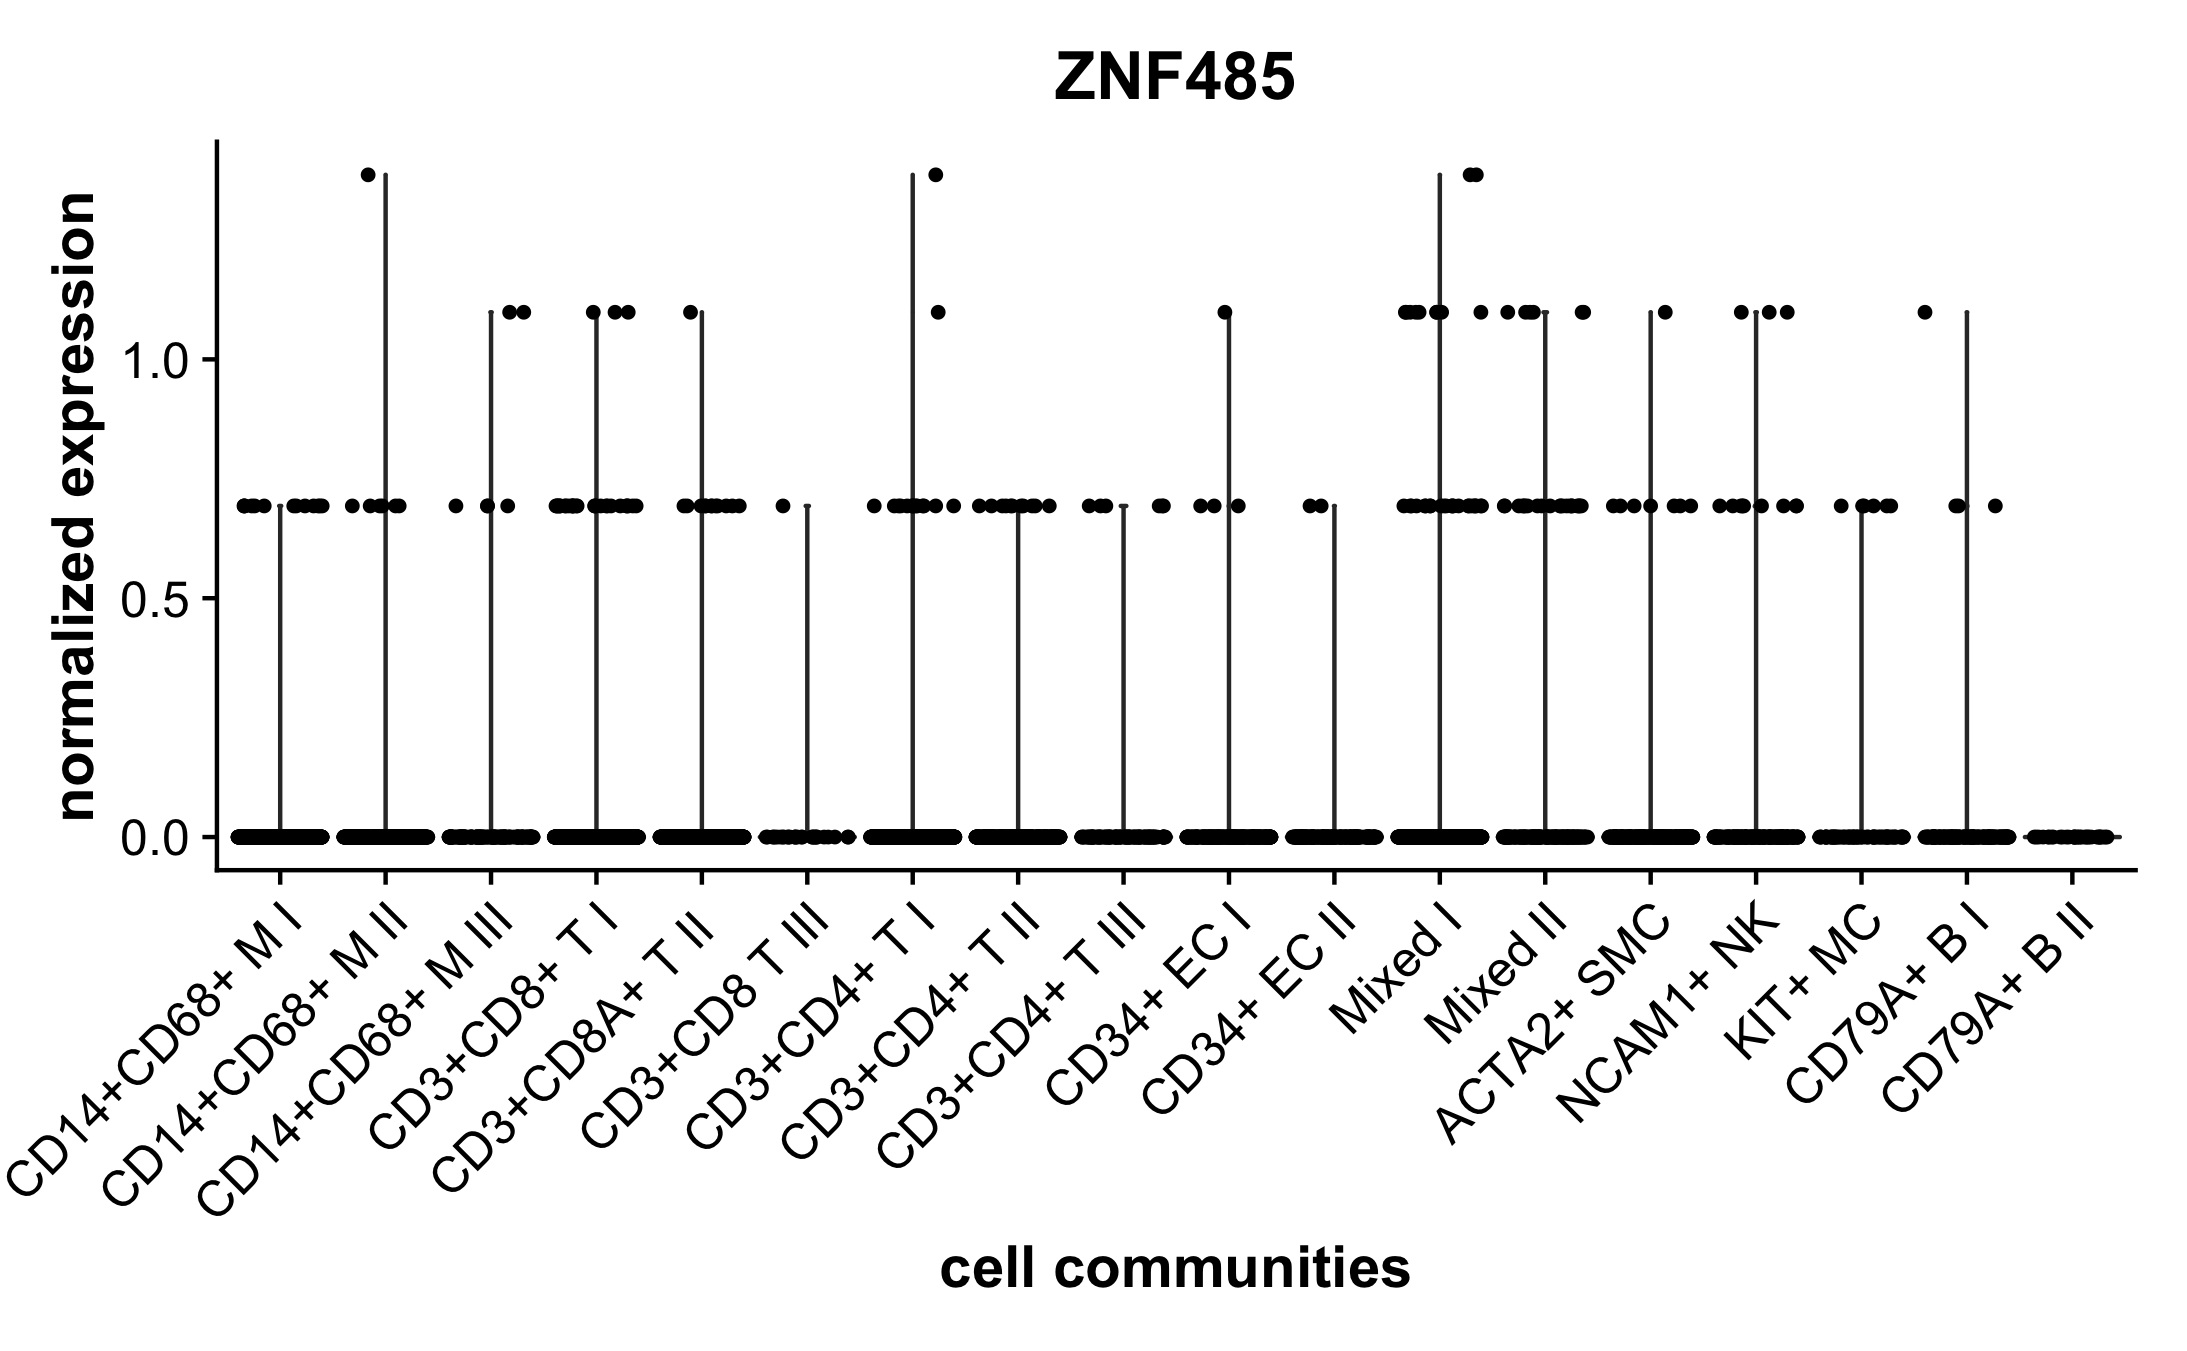 ZNF485
normalized expression
1.0
0.5
0.0
CD14+CD68+ M I
CD14+CD68+ M II
CD14+CD68+ M III
CD3+CD8+ T I
CD3+CD8A+ T II
CD3+CD8 T III
CD3+CD4+ T I
CD3+CD4+ T II
CD3+CD4+ T III
CD34+ EC I
CD34+ EC II
Mixed I
Mixed II
ACTA2+ SMC
NCAM1+ NK
KIT+ MC
CD79A+ B I
CD79A+ B II
cell communities